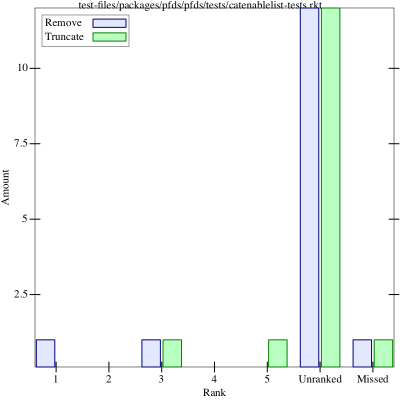 test-files/packages/pfds/pfds/tests/catenablelist-tests.rkt
Remove
Truncate
10
7.5
5
2.5
Amount
1 2 3 4 5 Unranked Missed
Rank